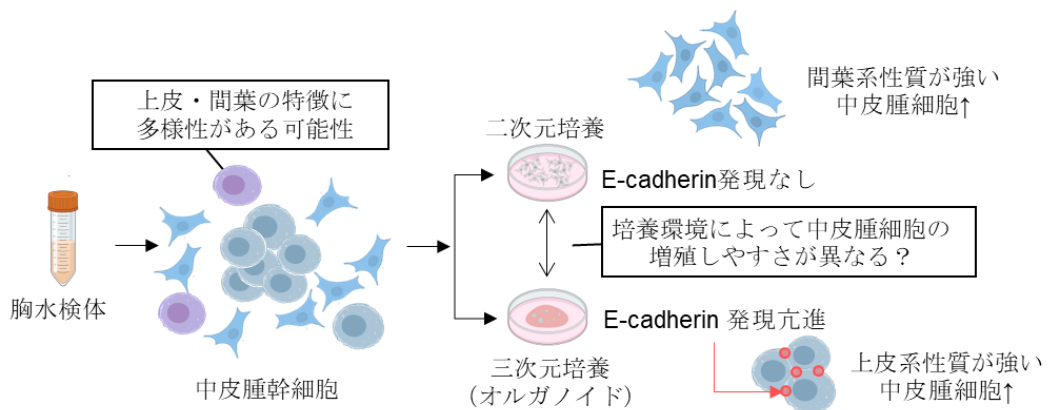 間葉系性質が強い
中皮腫細胞↑
上皮・間葉の特徴に
多様性がある可能性
二次元培養
E-cadherin発現なし
培養環境によって中皮腫細胞の
増殖しやすさが異なる？
胸水検体
E-cadherin 発現亢進
中皮腫幹細胞
三次元培養
（オルガノイド）
上皮系性質が強い
中皮腫細胞↑